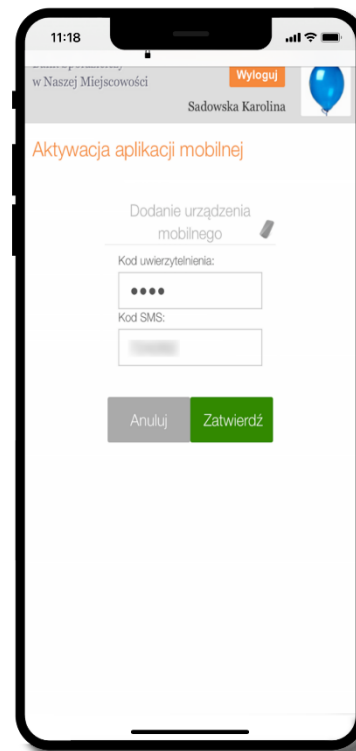 11:18
w Naszej Miejscowości
Wyloguj
Sadowska Karolina
Aktywacja aplikacji mobilnej
Dodanie urządzenia
mobilnego
Kod uwierzytelnienia:
Kod SMS:
Anuluj
Zatwierdź